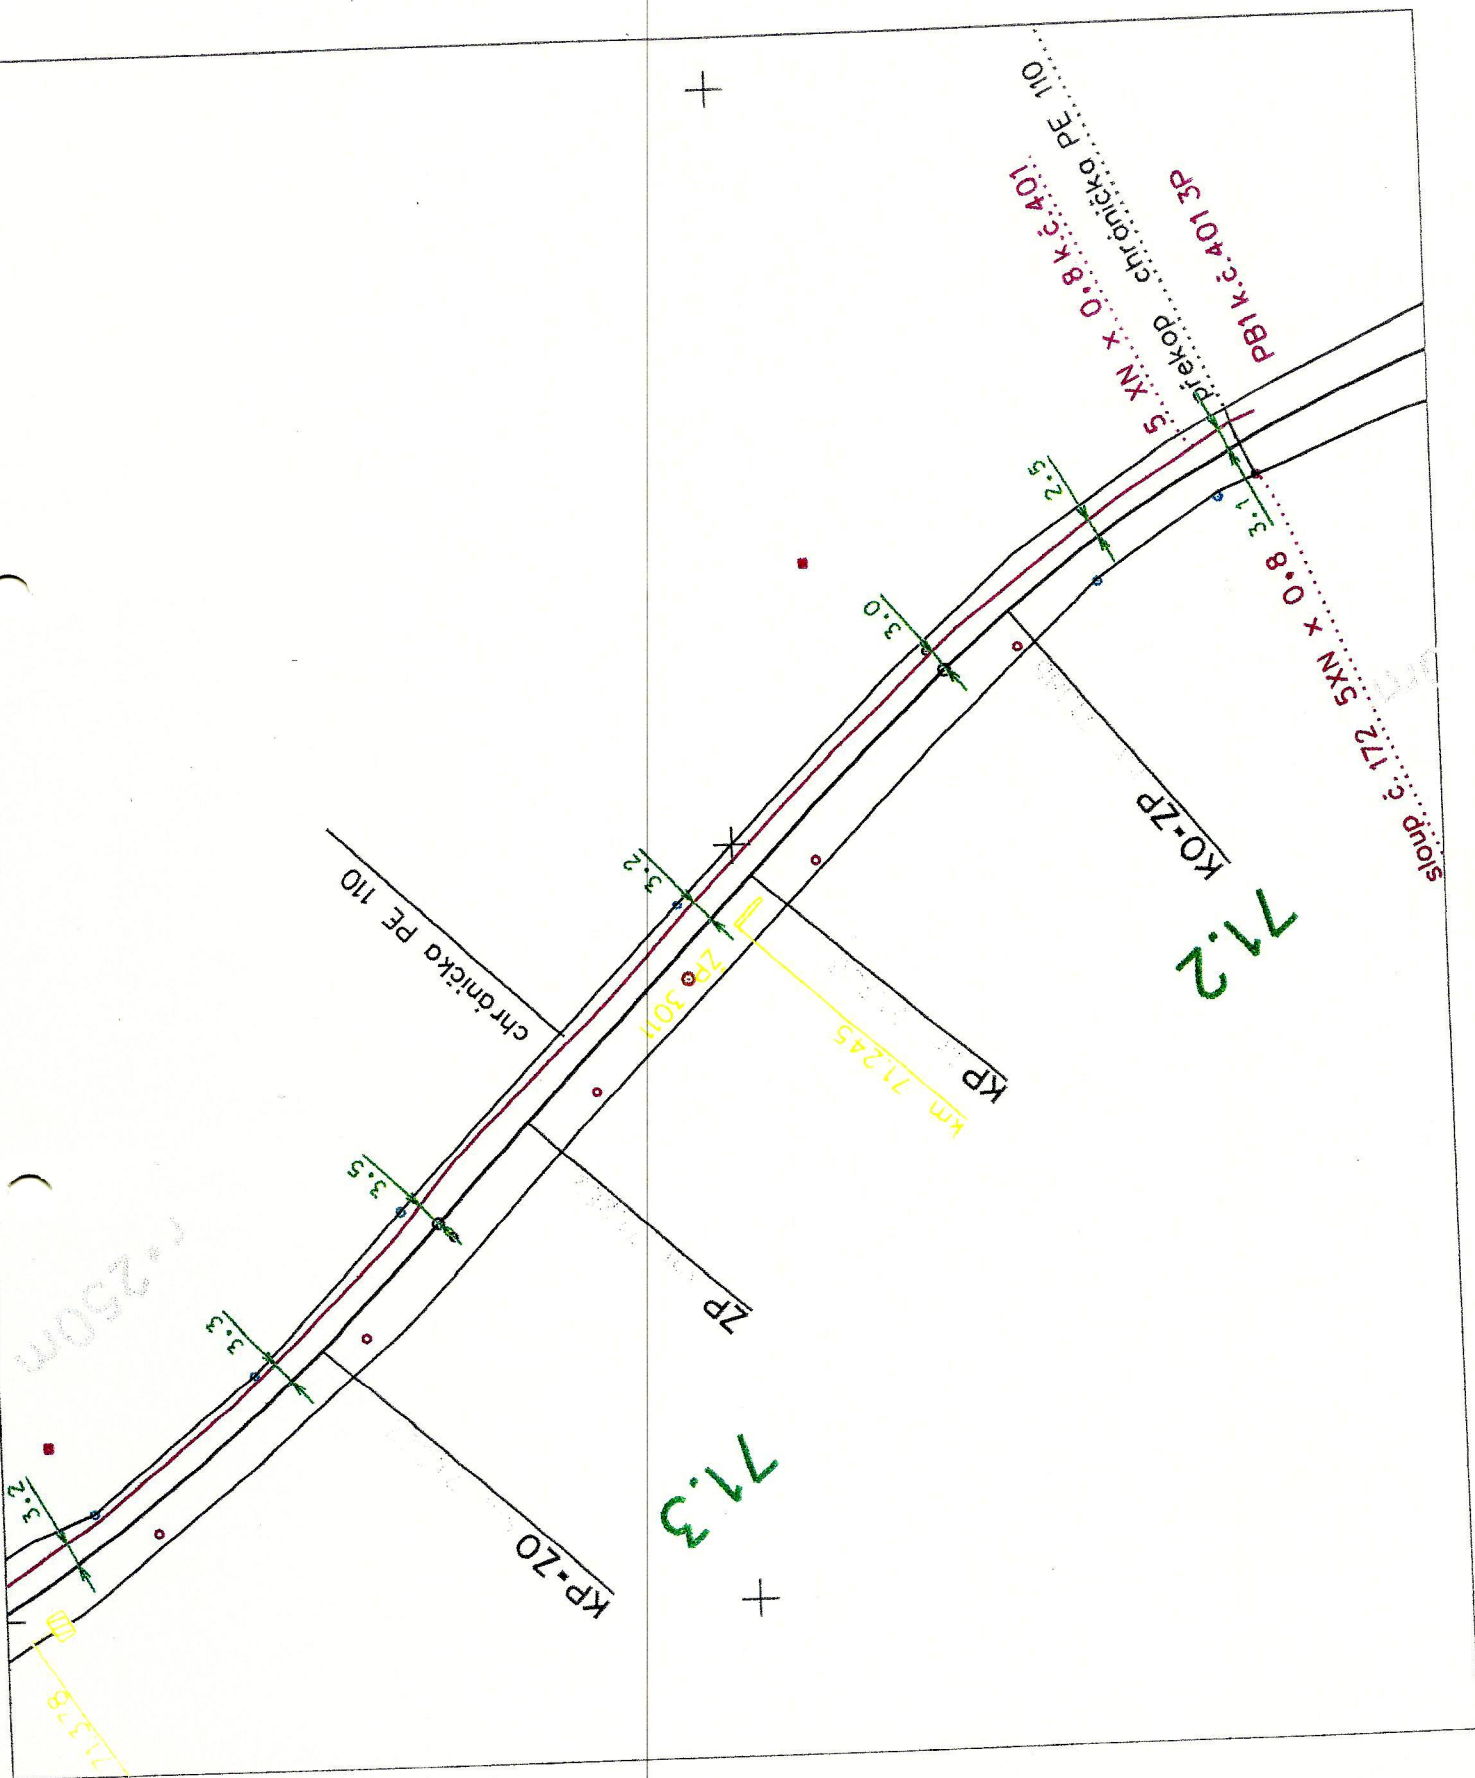 překop chránička PE 110
5 XN x 0,8 k.č.401
PB1 k.č.401 3P
2.5
3.1
3.0
sloup č. 172 5XN x 0,8
KO-ZP
71.2
3.2
chránička PE 110
ZP 3011
km 71.245
KP
3.5
ZP
r=250m
3.3
71.3
KP-ZO
3.2
71.378